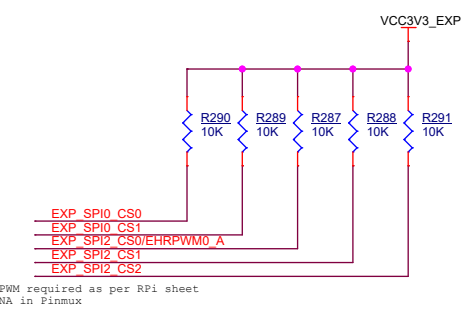 VCC3V3_EXP
R290 R289 R287 R288 R291
10K 10K 10K 10K 10K
EXP_SPI0_CS0
EXP_SPI0_CS1
EXP_SPI2_CS0/EHRPWM0_A
EXP_SPI2_CS1
EXP_SPI2_CS2
PWM required as per RPi sheet
NA in Pinmux